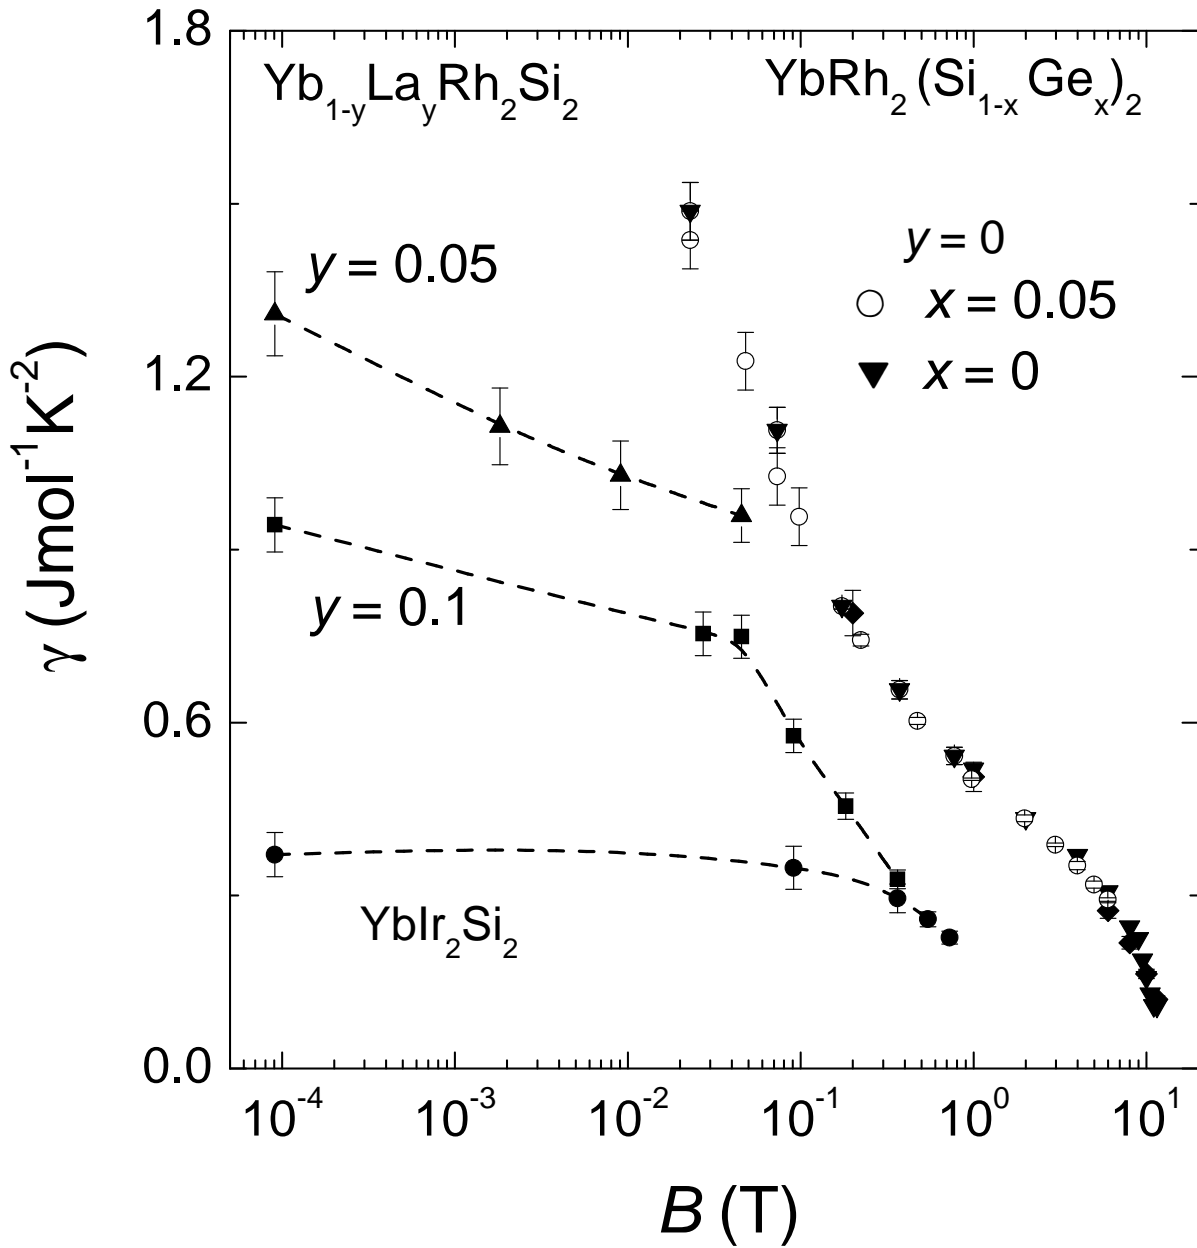 1.8
Yb₁₋yLayRh₂Si₂
YbRh₂(Si₁₋ₓGeₓ)₂
y = 0.05
y = 0
x = 0.05
x = 0
1.2
γ (Jmol⁻¹K⁻²)
y = 0.1
0.6
YbIr₂Si₂
0.0
10⁻⁴ 10⁻³ 10⁻² 10⁻¹ 10⁰ 10¹
B (T)